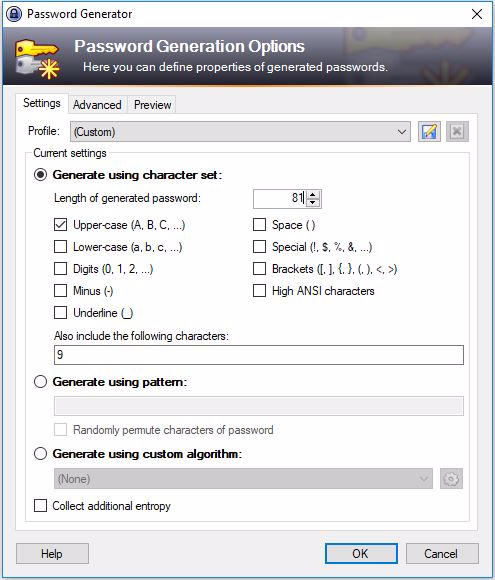 Password Generator
Password Generation Options
Here you can define properties of generated passwords.
Settings Advanced Preview
Profile: (Custom)
Current settings
Generate using character set:
Length of generated password: 81
Upper-case (A, B, C, ...) Space ( )
Lower-case (a, b, c, ...) Special (!, $, %, &, ...)
Digits (0, 1, 2, ...) Brackets ([, ], {, }, (, ), <, >)
Minus (-) High ANSI characters
Underline (_)
Also include the following characters:
9
Generate using pattern:
Randomly permute characters of password
Generate using custom algorithm:
(None)
Collect additional entropy
Help OK Cancel